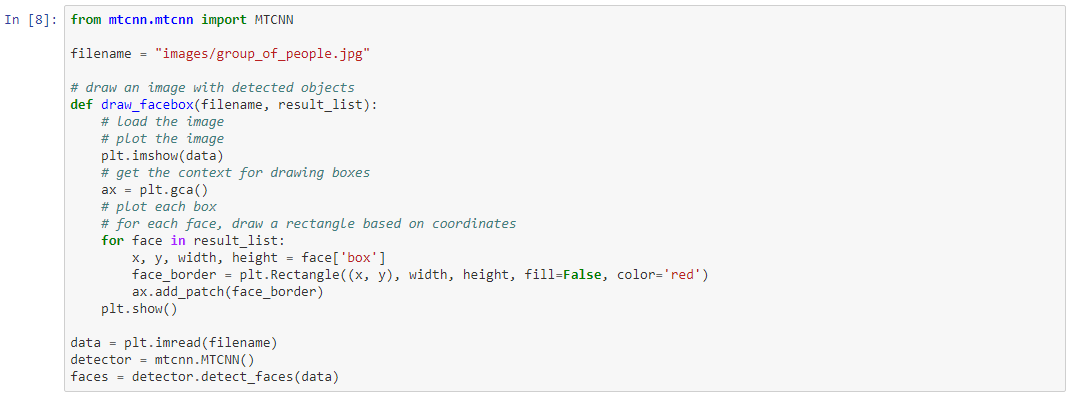 In [8]: from mtcnn.mtcnn import MTCNN
filename = "images/group_of_people.jpg"
# draw an image with detected objects
def draw_facebox(filename, result_list):
    # load the image
    # plot the image
    plt.imshow(data)
    # get the context for drawing boxes
    ax = plt.gca()
    # plot each box
    # for each face, draw a rectangle based on coordinates
    for face in result_list:
        x, y, width, height = face['box']
        face_border = plt.Rectangle((x, y), width, height, fill=False, color='red')
        ax.add_patch(face_border)
    plt.show()
data = plt.imread(filename)
detector = mtcnn.MTCNN()
faces = detector.detect_faces(data)